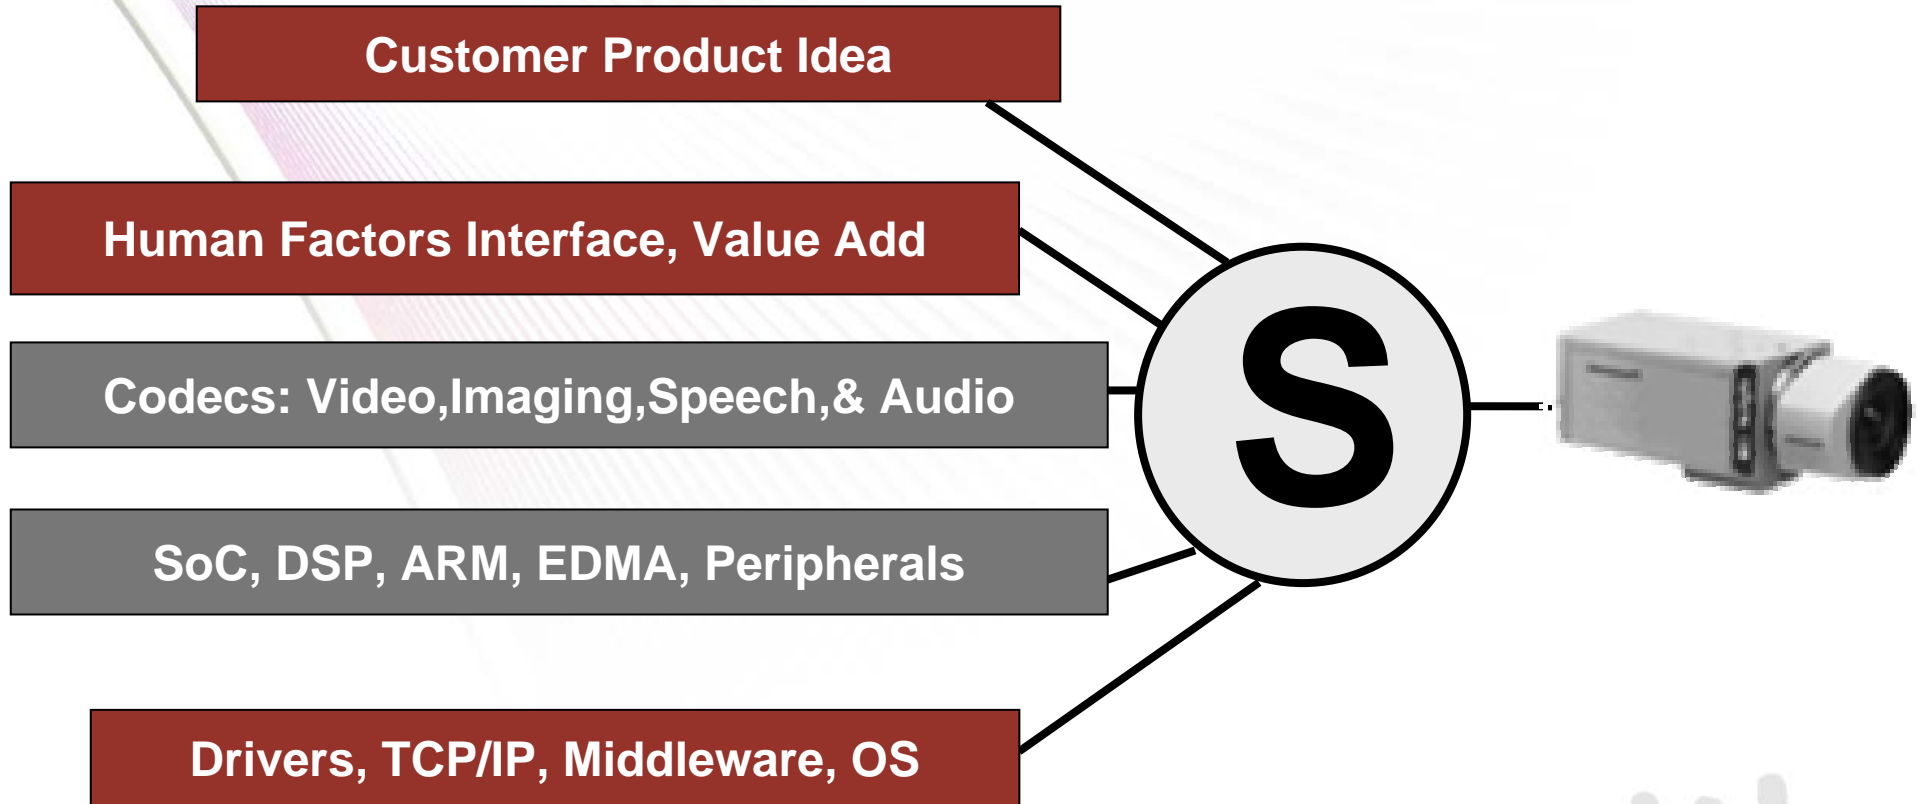 Customer Product Idea
Human Factors Interface, Value Add
Codecs: Video,Imaging,Speech,& Audio
SoC, DSP, ARM, EDMA, Peripherals
Drivers, TCP/IP, Middleware, OS
S